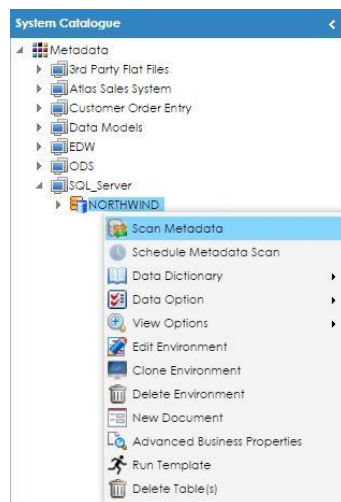 System Catalogue
Metadata
3rd Party Flat Files
Atlas Sales System
Customer Order Entry
Data Models
EDW
ODS
SQL_Server
NORTHWIND
Scan Metadata
Schedule Metadata Scan
Data Dictionary
Data Option
View Options
Edit Environment
Clone Environment
Delete Environment
New Document
Advanced Business Properties
Run Template
Delete Table(s)